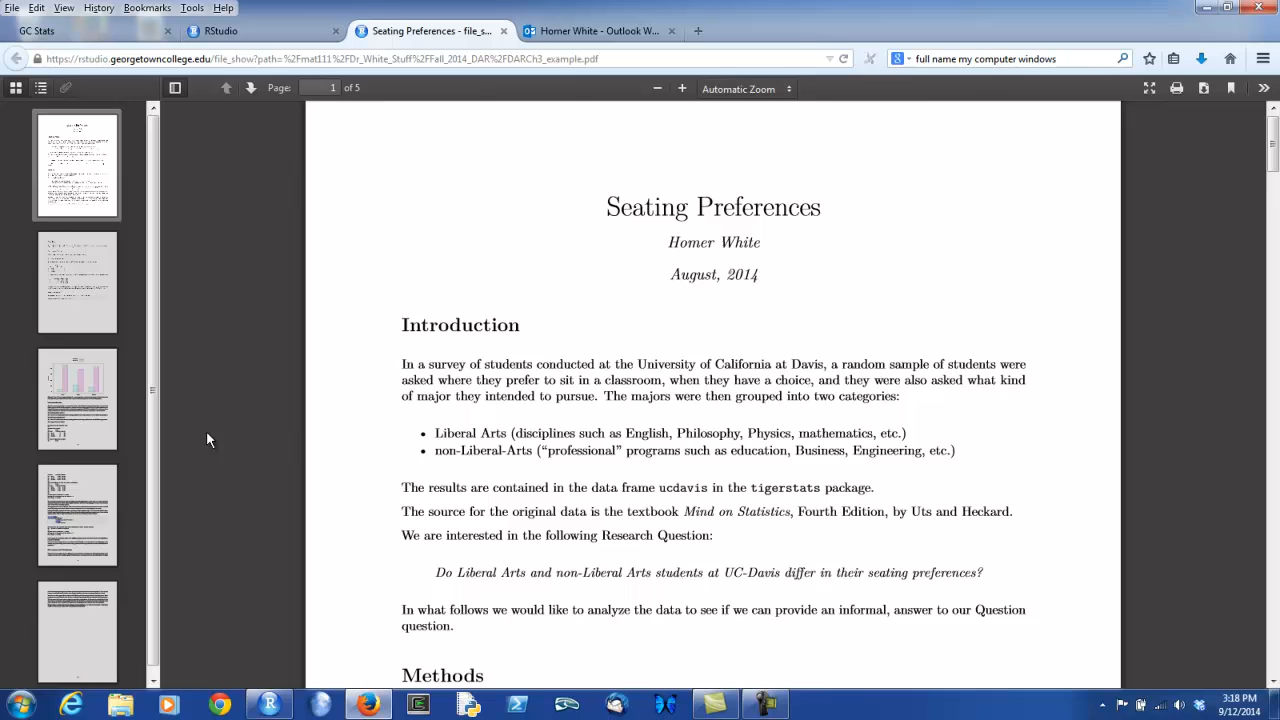 File Edit View History Bookmarks Tools Help
GC Stats × RStudio × Seating Preferences - file_s... × Homer White - Outlook W... × +
https://rstudio.georgetowncollege.edu/file_show?path=%2Fmat111%2FDr_White_Stuff%2FFall_2014_DAR%2FDARCh3_example.pdf
full name my computer windows
Page: 1 of 5
Automatic Zoom
Seating Preferences
Homer White
August, 2014
Introduction
In a survey of students conducted at the University of California at Davis, a random sample of students were
asked where they prefer to sit in a classroom, when they have a choice, and they were also asked what kind
of major they intended to pursue. The majors were then grouped into two categories:
• Liberal Arts (disciplines such as English, Philosophy, Physics, mathematics, etc.)
• non-Liberal-Arts (“professional” programs such as education, Business, Engineering, etc.)
The results are contained in the data frame ucdavis in the tigerstats package.
The source for the original data is the textbook Mind on Statistics, Fourth Edition, by Uts and Heckard.
We are interested in the following Research Question:
Do Liberal Arts and non-Liberal Arts students at UC-Davis differ in their seating preferences?
In what follows we would like to analyze the data to see if we can provide an informal, answer to our Question
question.
Methods
3:18 PM
9/12/2014